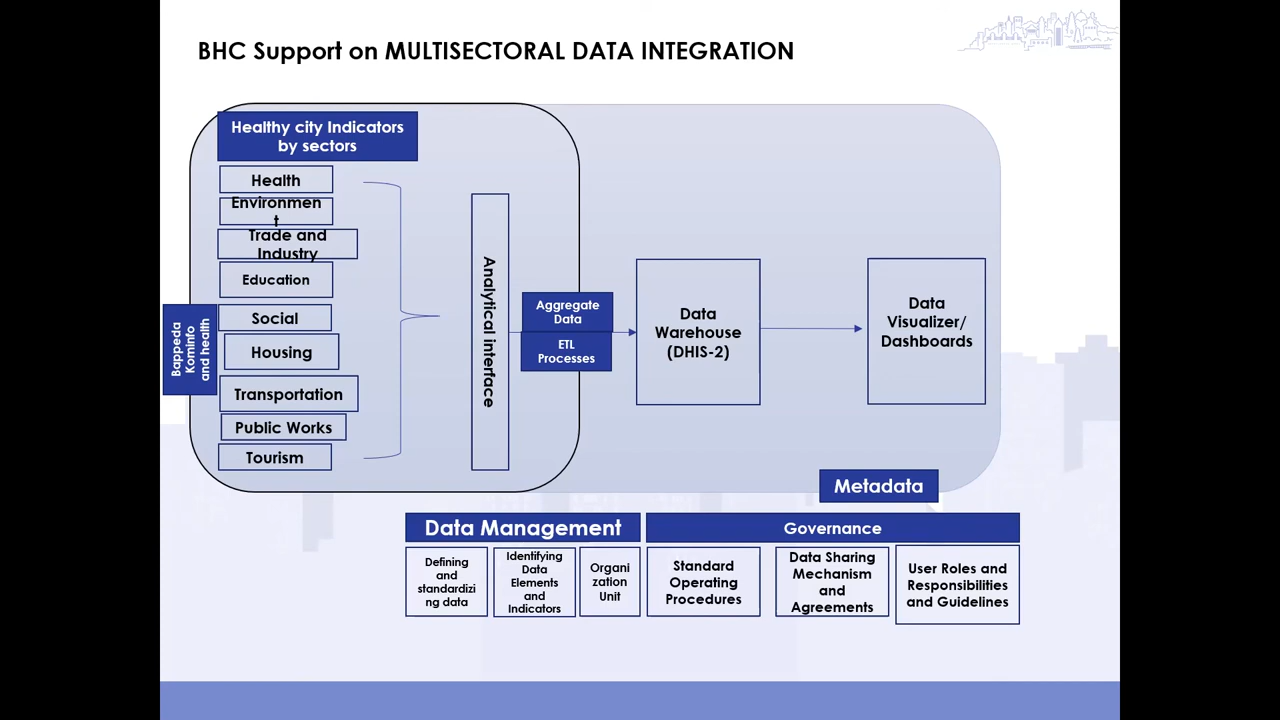 BHC Support on MULTISECTORAL DATA INTEGRATION
Healthy city Indicators
by sectors
Health
Environmen
t
Trade and
Industry
Education
Social
Housing
Transportation
Public Works
Tourism
Bappeda
Kominfo
and health
Analytical interface
Aggregate
Data
ETL
Processes
Data
Warehouse
(DHIS-2)
Data
Visualizer/
Dashboards
Metadata
Data Management
Governance
Defining
and
standardizi
ng data
Identifying
Data
Elements
and
Indicators
Organi
zation
Unit
Standard
Operating
Procedures
Data Sharing
Mechanism
and
Agreements
User Roles and
Responsibilities
and Guidelines